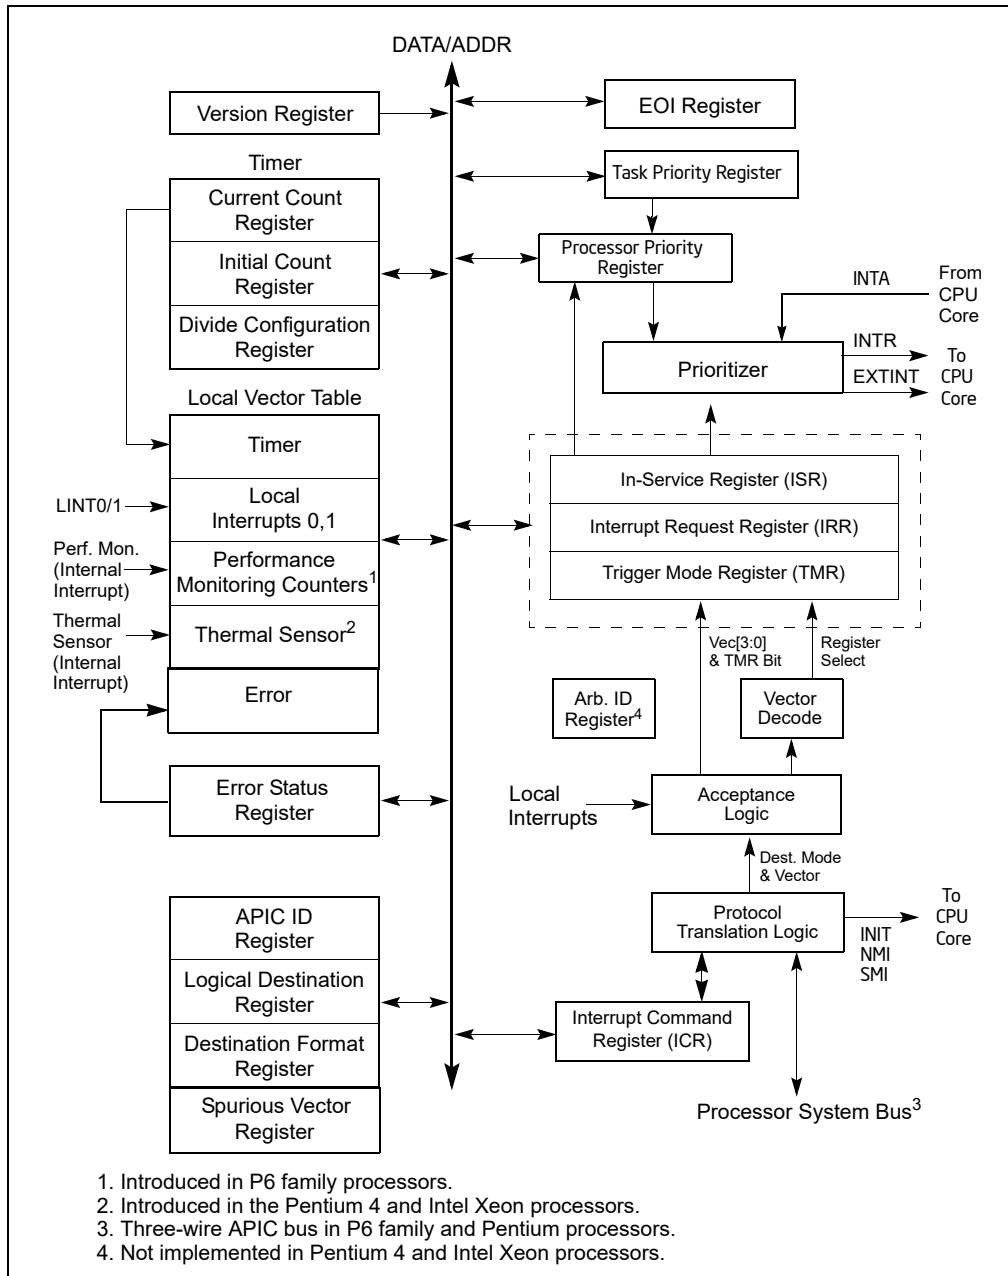 DATA/ADDR
Version Register
EOI Register
Timer
Current Count
Register
Initial Count
Register
Divide Configuration
Register
Task Priority Register
Processor Priority
Register
INTA
From
CPU
Core
Prioritizer
INTR
EXTINT
To
CPU
Core
Local Vector Table
Timer
Local
Interrupts 0,1
Performance
Monitoring Counters1
Thermal Sensor2
Error
LINT0/1
Perf. Mon.
(Internal
Interrupt)
Thermal
Sensor
(Internal
Interrupt)
In-Service Register (ISR)
Interrupt Request Register (IRR)
Trigger Mode Register (TMR)
Vec[3:0]
& TMR Bit
Register
Select
Arb. ID
Register4
Vector
Decode
Error Status
Register
Local
Interrupts
Acceptance
Logic
Dest. Mode
& Vector
Protocol
Translation Logic
INIT
NMI
SMI
To
CPU
Core
APIC ID
Register
Logical Destination
Register
Destination Format
Register
Spurious Vector
Register
Interrupt Command
Register (ICR)
Processor System Bus3
1. Introduced in P6 family processors.
2. Introduced in the Pentium 4 and Intel Xeon processors.
3. Three-wire APIC bus in P6 family and Pentium processors.
4. Not implemented in Pentium 4 and Intel Xeon processors.